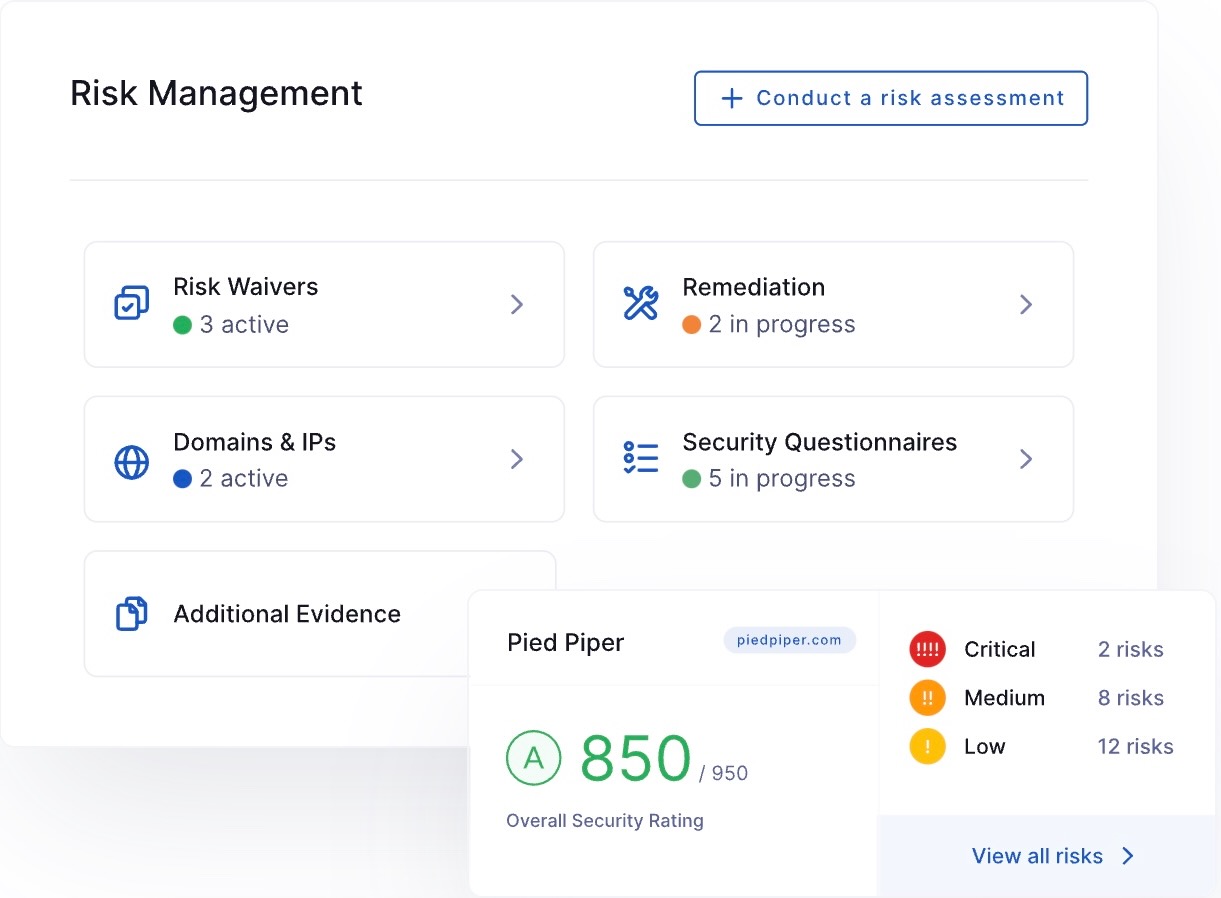 Risk Management
+ Conduct a risk assessment
Risk Waivers
3 active
Remediation
2 in progress
Domains & IPs
2 active
Security Questionnaires
5 in progress
Additional Evidence
Pied Piper
piedpiper.com
A 850 / 950
Overall Security Rating
!!!! Critical 2 risks
!! Medium 8 risks
! Low 12 risks
View all risks